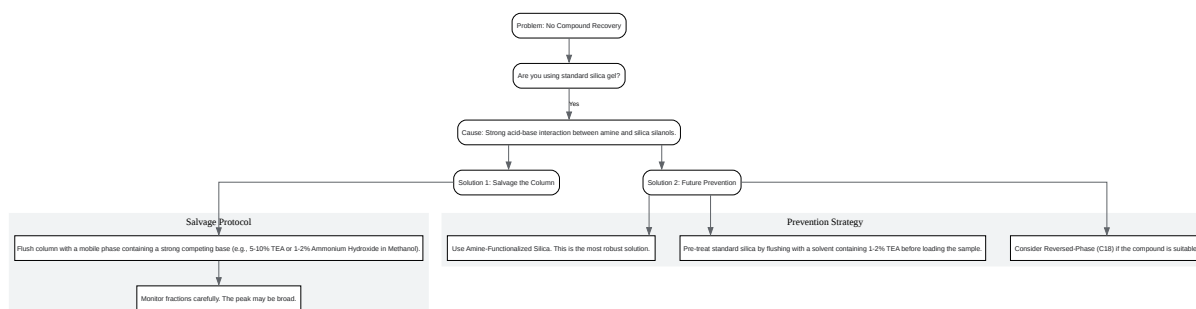 Problem: No Compound Recovery
Are you using standard silica gel?
Yes
Cause: Strong acid-base interaction between amine and silica silanols.
Solution 1: Salvage the Column
Solution 2: Future Prevention
Salvage Protocol
Prevention Strategy
Flush column with a mobile phase containing a strong competing base (e.g., 5-10% TEA or 1-2% Ammonium Hydroxide in Methanol).
Use Amine-Functionalized Silica. This is the most robust solution.
Pre-treat standard silica by flushing with a solvent containing 1-2% TEA before loading the sample.
Consider Reversed-Phase (C18) if the compound is suitable
Monitor fractions carefully. The peak may be broad.